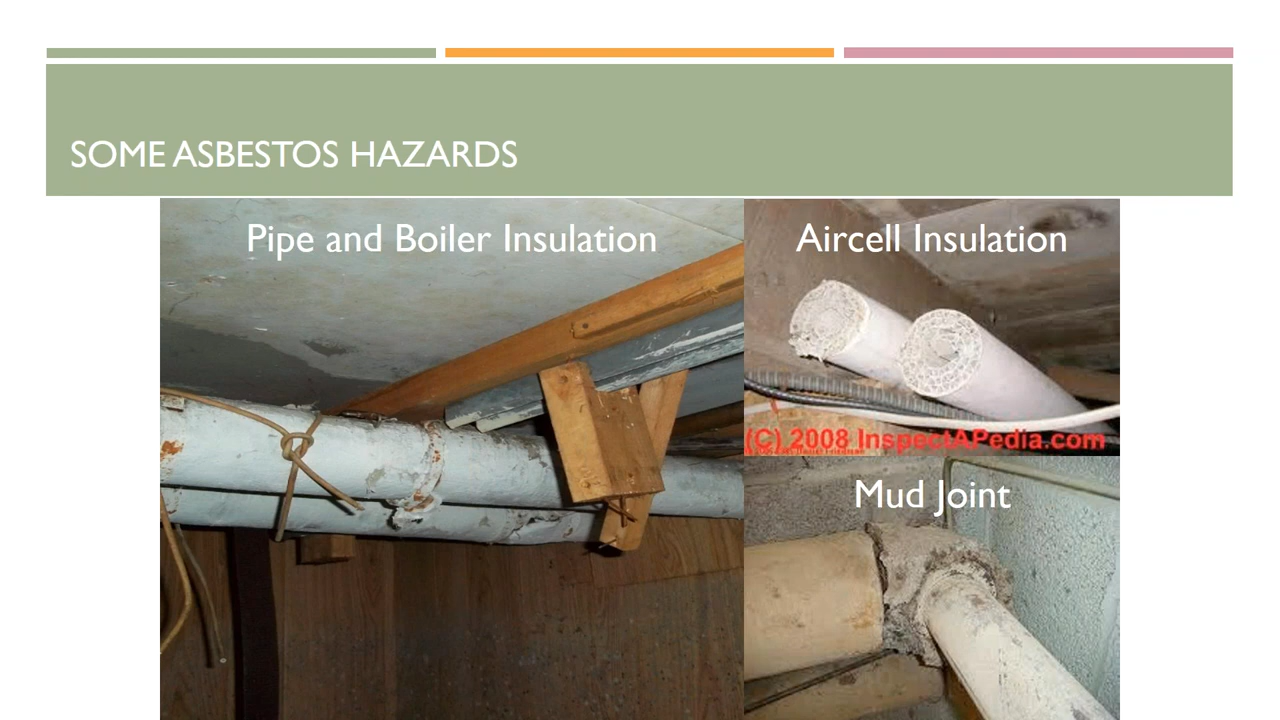 SOME ASBESTOS HAZARDS
Pipe and Boiler Insulation
Aircell Insulation
(C) 2008 InspectAPedia.com
Mud Joint